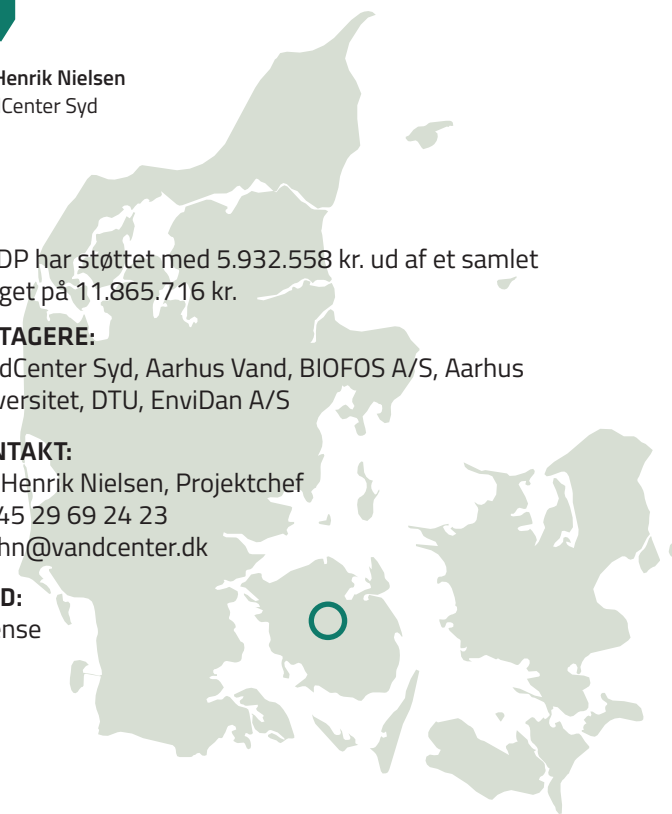 Henrik Nielsen
Center Syd
DP har støttet med 5.932.558 kr. ud af et samlet
get på 11.865.716 kr.
TAGERE:
dCenter Syd, Aarhus Vand, BIOFOS A/S, Aarhus
versitet, DTU, EnviDan A/S
NTAKT:
Henrik Nielsen, Projektchef
45 29 69 24 23
hn@vandcenter.dk
D:
ense